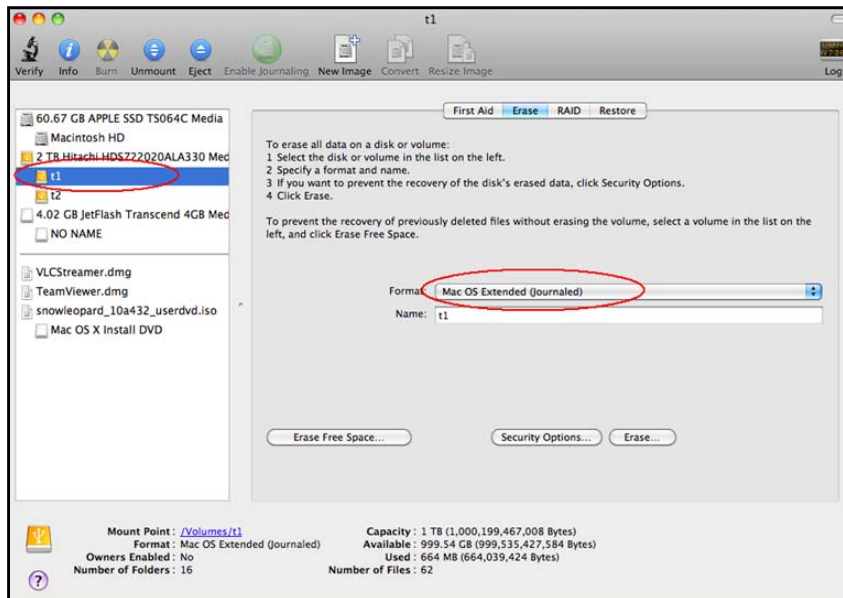 t1
Verify Info Burn Unmount Eject Enable Journaling New Image Convert Resize Image Log
60.67 GB APPLE SSD TS064C Media
Macintosh HD
2 TB Hitachi HDS722020ALA330 Med
t1
t2
4.02 GB JetFlash Transcend 4GB Med
NO NAME
VLCStreamer.dmg
TeamViewer.dmg
snowleopard_10a432_userdvd.iso
Mac OS X Install DVD
First Aid Erase RAID Restore
To erase all data on a disk or volume:
1 Select the disk or volume in the list on the left.
2 Specify a format and name.
3 If you want to prevent the recovery of the disk's erased data, click Security Options.
4 Click Erase.
To prevent the recovery of previously deleted files without erasing the volume, select a volume in the list on the
left, and click Erase Free Space.
Format: Mac OS Extended (Journaled)
Name: t1
Erase Free Space... Security Options... Erase...
Mount Point : /Volumes/t1
Format : Mac OS Extended (Journaled)
Owners Enabled : No
Number of Folders : 16
Capacity : 1 TB (1,000,199,467,008 Bytes)
Available : 999.54 GB (999,535,427,584 Bytes)
Used : 664 MB (664,039,424 Bytes)
Number of Files : 62
?